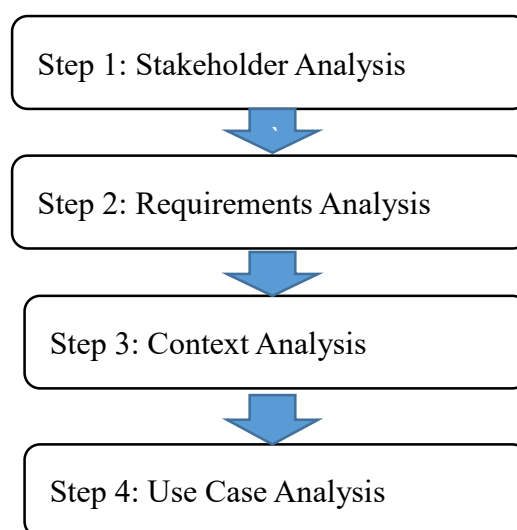 Step 1: Stakeholder Analysis
`
Step 2: Requirements Analysis
Step 3: Context Analysis
Step 4: Use Case Analysis